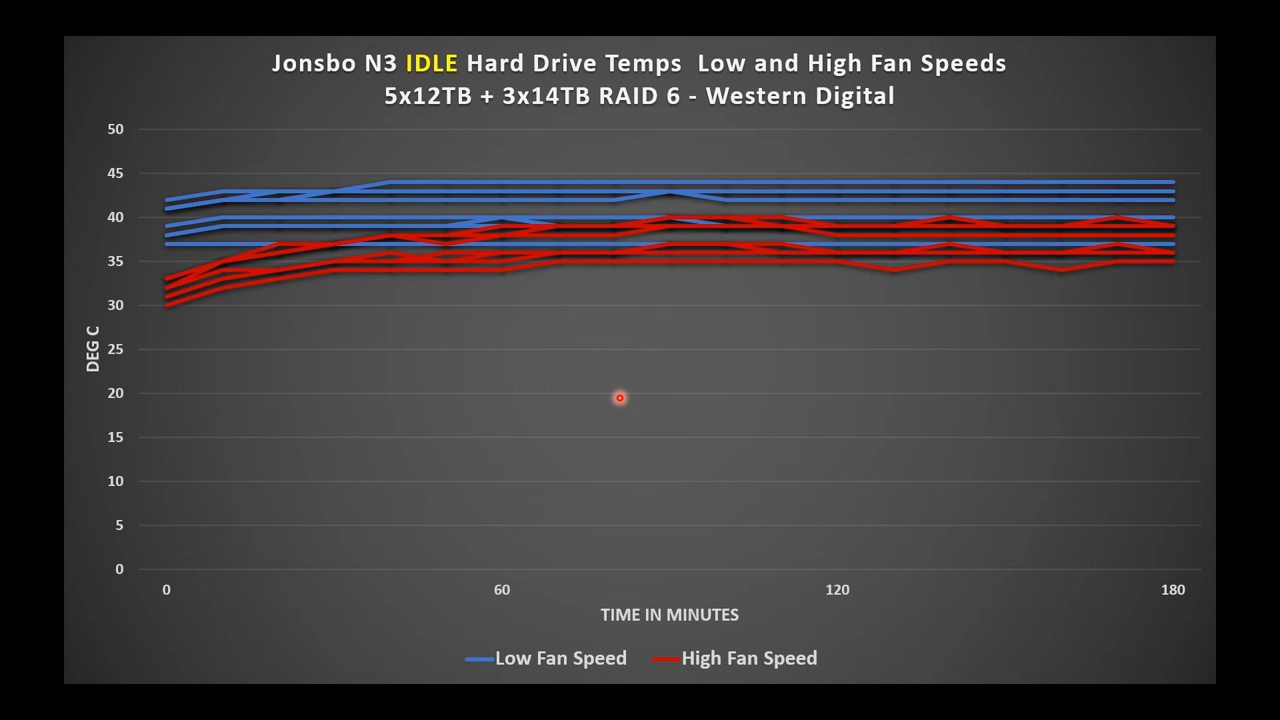 Jonsbo N3 IDLE Hard Drive Temps  Low and High Fan Speeds
5x12TB + 3x14TB RAID 6 - Western Digital
50
45
40
35
30
25
20
15
10
5
0
DEG C
0 60 120 180
TIME IN MINUTES
Low Fan Speed High Fan Speed